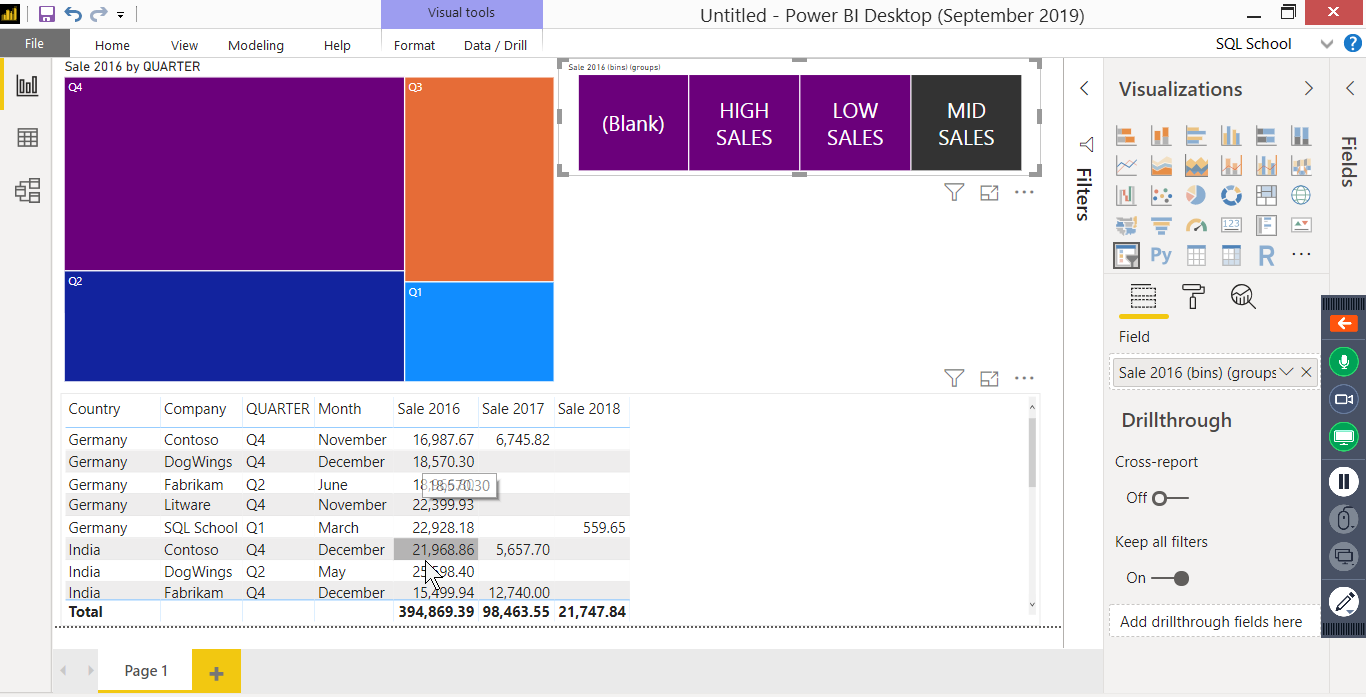 Visual tools
Untitled - Power BI Desktop (September 2019)
File
Home
View
Modeling
Help
Format
Data / Drill
SQL School
Sale 2016 by QUARTER
Q4
Q3
Q2
Q1
Sale 2016 (bins) (groups)
(Blank)
HIGH
SALES
LOW
SALES
MID
SALES
Filters
Visualizations
Fields
123
Py
R
Field
Sale 2016 (bins) (groups
Drillthrough
Cross-report
Off
Keep all filters
On
Add drillthrough fields here
Country Company QUARTER Month Sale 2016 Sale 2017 Sale 2018
Germany Contoso Q4 November 16,987.67 6,745.82
Germany DogWings Q4 December 18,570.30
Germany Fabrikam Q2 June
18,570.30
Germany Litware Q4 November 22,399.93
Germany SQL School Q1 March 22,928.18 559.65
India Contoso Q4 December 21,968.86 5,657.70
India DogWings Q2 May
India Fabrikam Q4 December 15,499.94 12,740.00
Total 394,869.39 98,463.55 21,747.84
Page 1